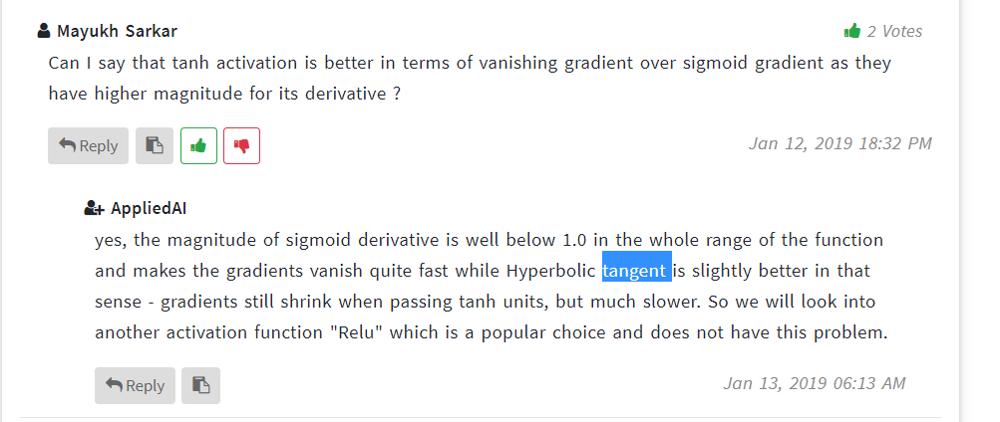 Mayukh Sarkar
2 Votes
Can I say that tanh activation is better in terms of vanishing gradient over sigmoid gradient as they
have higher magnitude for its derivative ?
Reply
Jan 12, 2019 18:32 PM
AppliedAI
yes, the magnitude of sigmoid derivative is well below 1.0 in the whole range of the function
and makes the gradients vanish quite fast while Hyperbolic tangent is slightly better in that
sense - gradients still shrink when passing tanh units, but much slower. So we will look into
another activation function "Relu" which is a popular choice and does not have this problem.
Reply
Jan 13, 2019 06:13 AM